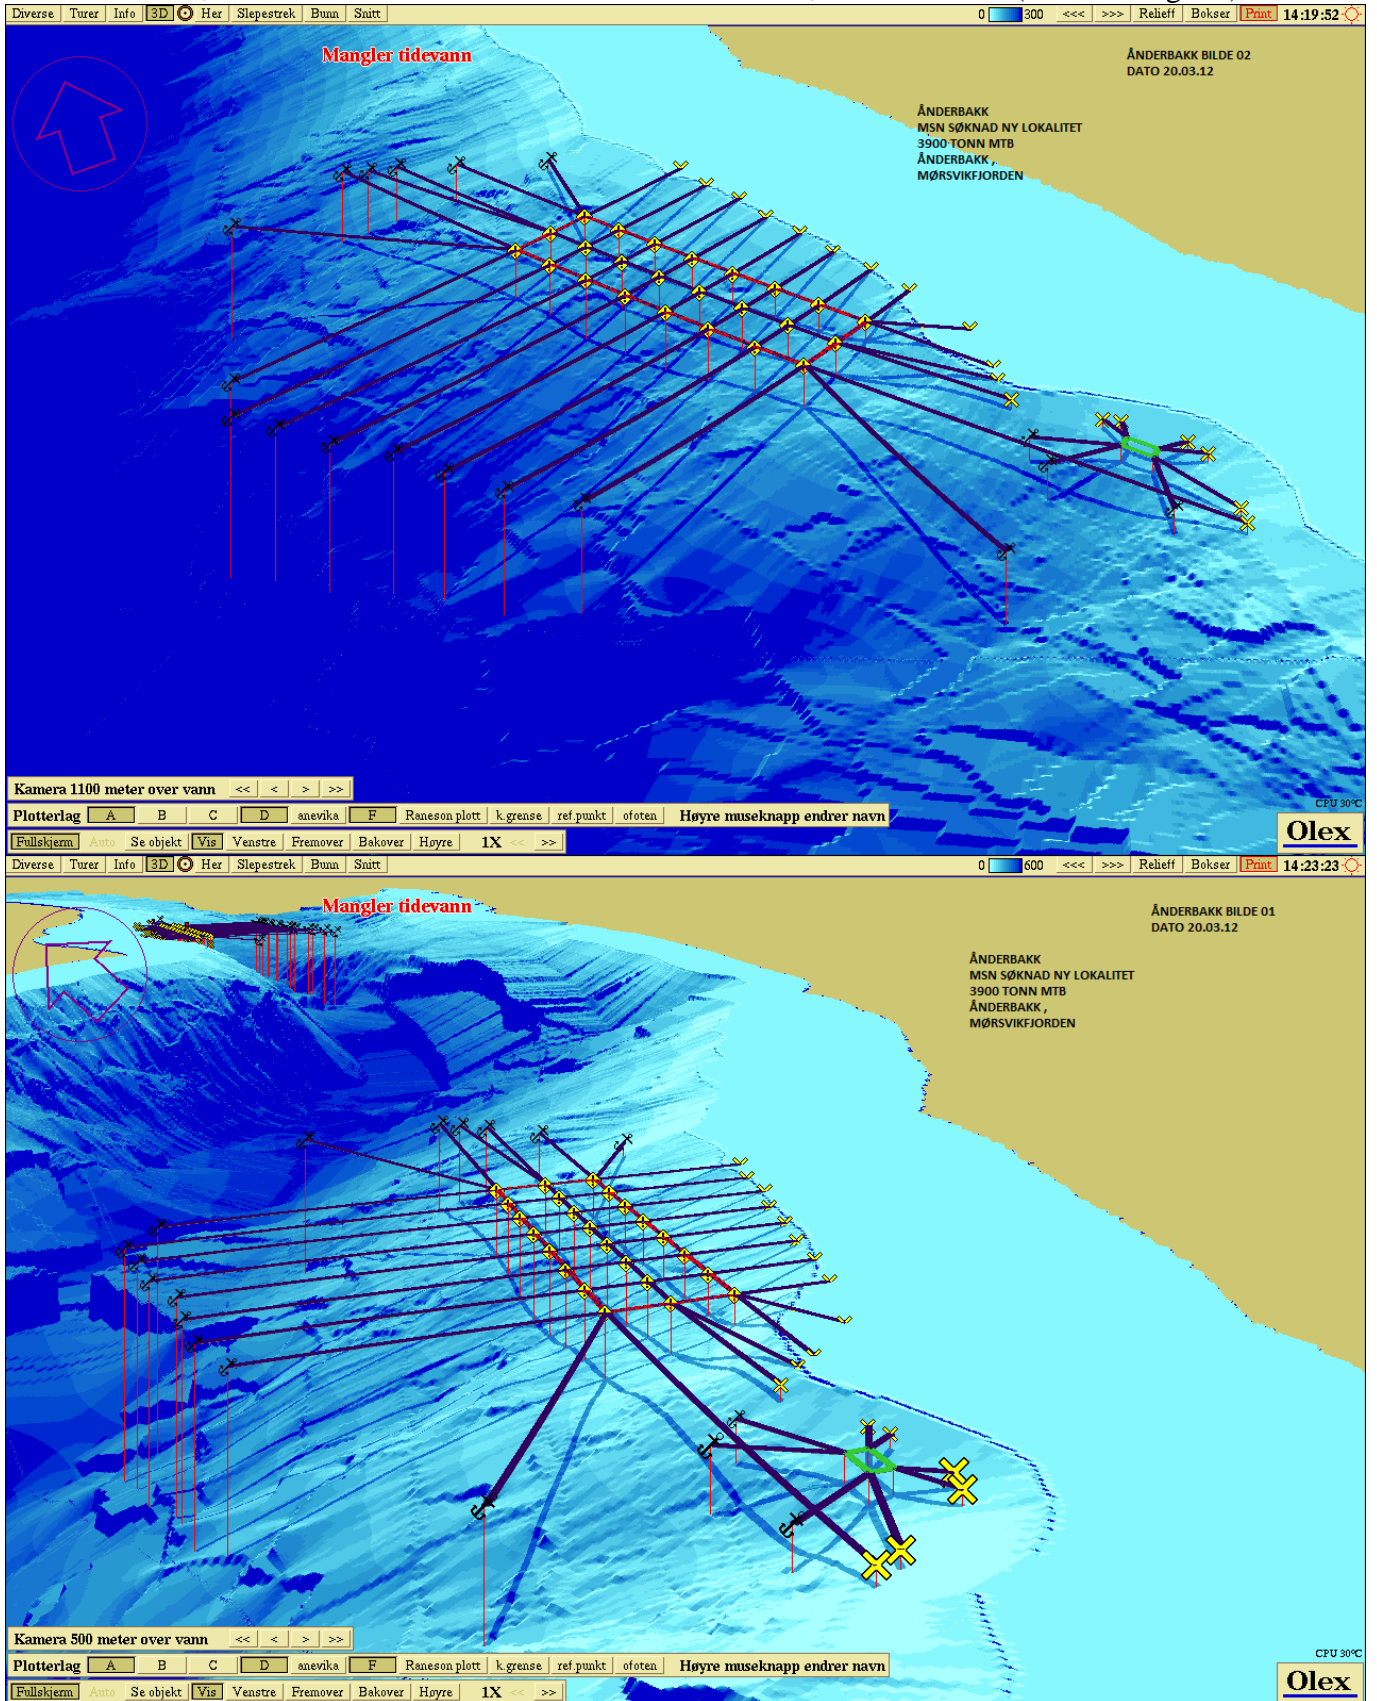 Diverse Turer Info 3D Her Slepestrek Bunn Snitt 0 300 <<< >>> Relieff Bokser Print 14:19:52
Mangler tidevann
ÅNDERBAKK BILDE 02
DATO 20.03.12
ÅNDERBAKK
MSN SØKNAD NY LOKALITET
3900 TONN MTB
ÅNDERBAKK ,
MØRSVIKFJORDEN
Kamera 1100 meter over vann << < > >>
CPU 30°C
Plotterlag A B C D anevika F Raneson plott k.grense ref.punkt ofoten Høyre museknapp endrer navn
Fullskjerm Auto Se objekt Vis Venstre Fremover Bakover Høyre 1X << >>
Olex
Diverse Turer Info 3D Her Slepestrek Bunn Snitt 0 600 <<< >>> Relieff Bokser Print 14:23:23
Mangler tidevann
ÅNDERBAKK BILDE 01
DATO 20.03.12
ÅNDERBAKK
MSN SØKNAD NY LOKALITET
3900 TONN MTB
ÅNDERBAKK ,
MØRSVIKFJORDEN
Kamera 500 meter over vann << < > >>
CPU 30°C
Plotterlag A B C D anevika F Raneson plott k.grense ref.punkt ofoten Høyre museknapp endrer navn
Fullskjerm Auto Se objekt Vis Venstre Fremover Bakover Høyre 1X << >>
Olex